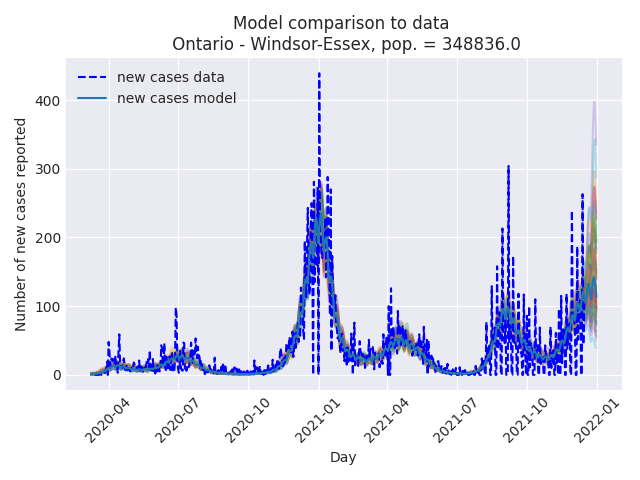 Model comparison to data
Ontario - Windsor-Essex, pop. = 348836.0
new cases data
new cases model
Number of new cases reported
400
300
200
100
0
2020-04
2020-07
2020-10
2021-01
2021-04
2021-07
2021-10
2022-01
Day